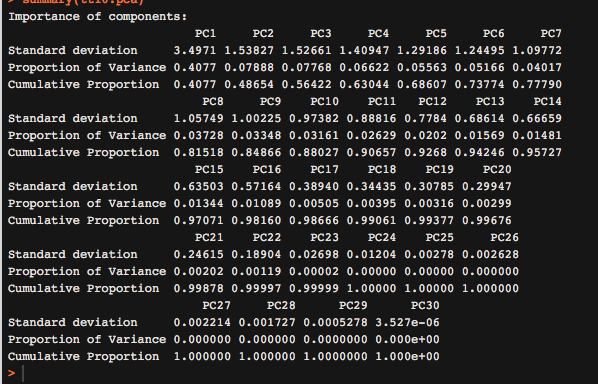 > summary(tt10.pca)
Importance of components:
PC1 PC2 PC3 PC4 PC5 PC6 PC7
Standard deviation 3.4971 1.53827 1.52661 1.40947 1.29186 1.24495 1.09772
Proportion of Variance 0.4077 0.07888 0.07768 0.06622 0.05563 0.05166 0.04017
Cumulative Proportion 0.4077 0.48654 0.56422 0.63044 0.68607 0.73774 0.77790
PC8 PC9 PC10 PC11 PC12 PC13 PC14
Standard deviation 1.05749 1.00225 0.97382 0.88816 0.7784 0.68614 0.66659
Proportion of Variance 0.03728 0.03348 0.03161 0.02629 0.0202 0.01569 0.01481
Cumulative Proportion 0.81518 0.84866 0.88027 0.90657 0.9268 0.94246 0.95727
PC15 PC16 PC17 PC18 PC19 PC20
Standard deviation 0.63503 0.57164 0.38940 0.34435 0.30785 0.29947
Proportion of Variance 0.01344 0.01089 0.00505 0.00395 0.00316 0.00299
Cumulative Proportion 0.97071 0.98160 0.98666 0.99061 0.99377 0.99676
PC21 PC22 PC23 PC24 PC25 PC26
Standard deviation 0.24615 0.18904 0.02698 0.01204 0.00278 0.002628
Proportion of Variance 0.00202 0.00119 0.00002 0.00000 0.00000 0.000000
Cumulative Proportion 0.99878 0.99997 0.99999 1.00000 1.00000 1.000000
PC27 PC28 PC29 PC30
Standard deviation 0.002214 0.001727 0.0005278 3.527e-06
Proportion of Variance 0.000000 0.000000 0.0000000 0.000e+00
Cumulative Proportion 1.000000 1.000000 1.0000000 1.000e+00
>